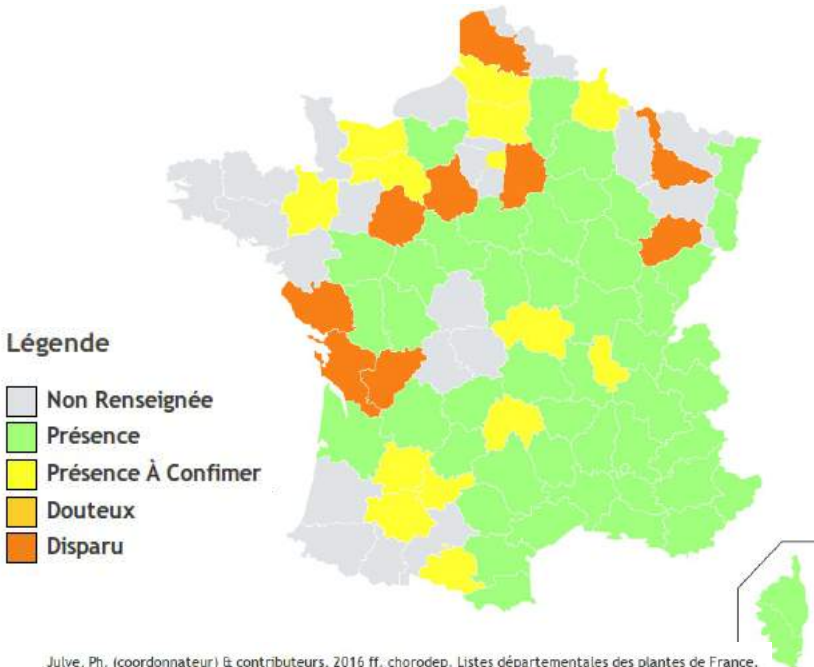 Légende
Non Renseignée
Présence
Présence À Confimer
Douteux
Disparu
Julve, Ph. (coordonnateur) & contributeurs, 2016 ff. chorodep. Listes départementales des plantes de France.